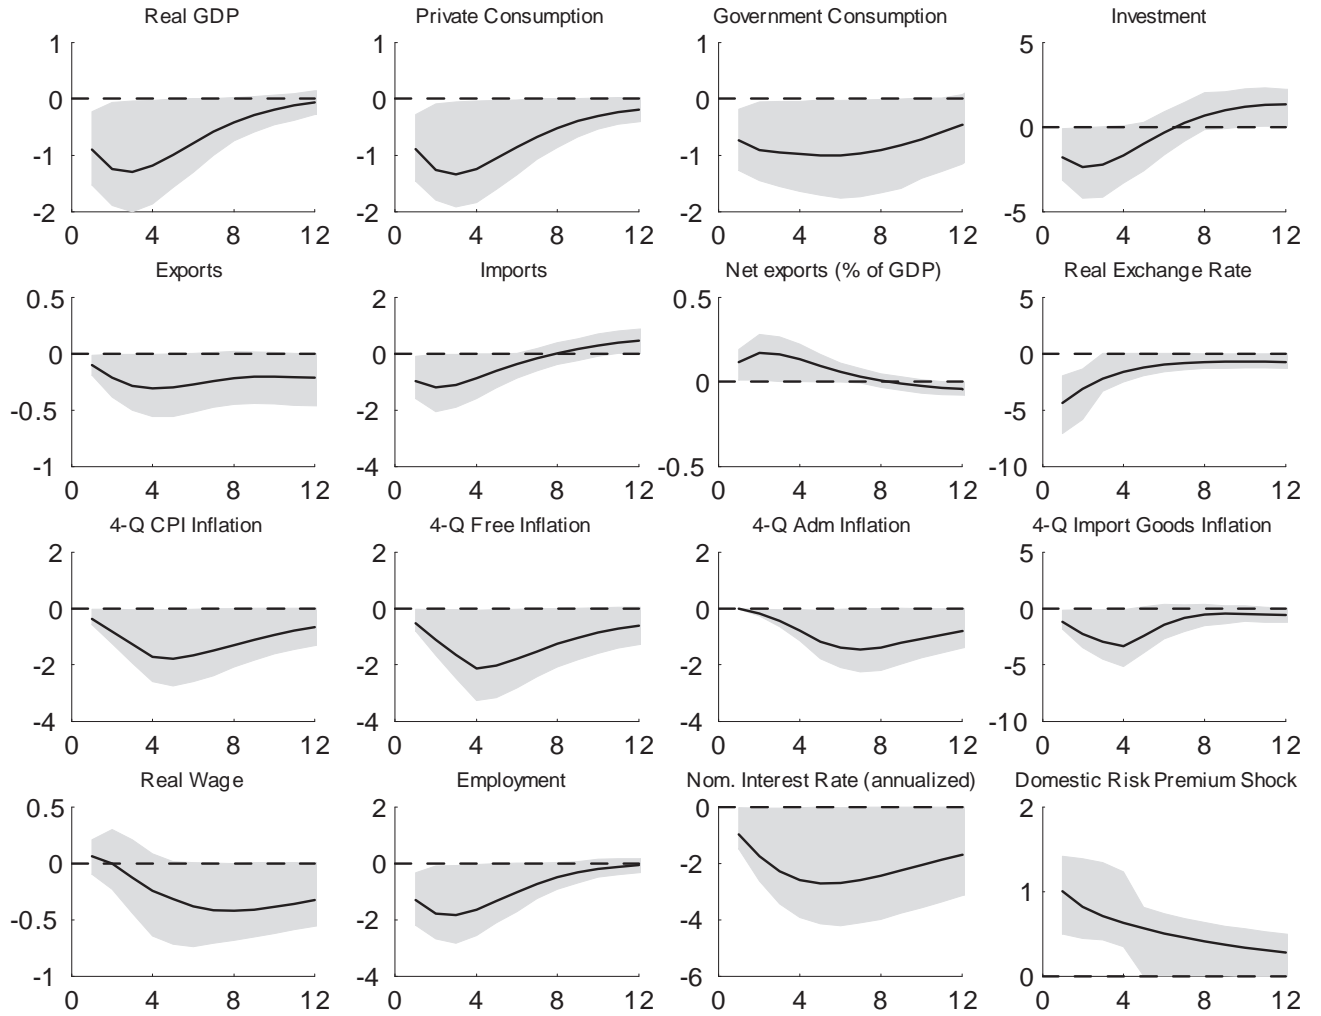 Real GDP Private Consumption Government Consumption Investment
1 1 1 5
0 0 0 0
-1 -1 -1
-2 -2 -2 -5
0 4 8 12 0 4 8 12 0 4 8 12 0 4 8 12
Exports Imports Net exports (% of GDP) Real Exchange Rate
0.5 2 0.5 5
0 0 0 0
-0.5 -2 -5
-1 -4 -0.5 -10
0 4 8 12 0 4 8 12 0 4 8 12 0 4 8 12
4-Q CPI Inflation 4-Q Free Inflation 4-Q Adm Inflation 4-Q Import Goods Inflation
2 2 2 5
0 0 0 0
-2 -2 -2 -5
-4 -4 -4 -10
0 4 8 12 0 4 8 12 0 4 8 12 0 4 8 12
Real Wage Employment Nom. Interest Rate (annualized) Domestic Risk Premium Shock
0.5 2 0 2
0 0 -2 1
-0.5 -2 -4
-1 -4 -6 0
0 4 8 12 0 4 8 12 0 4 8 12 0 4 8 12